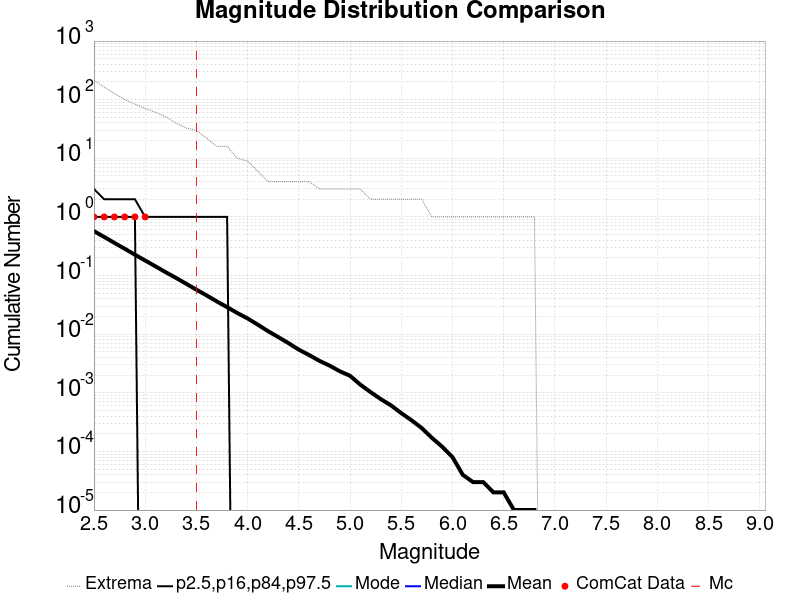 Magnitude Distribution Comparison
10^3
10^2
10^1
10^0
10^-1
10^-2
10^-3
10^-4
10^-5
Cumulative Number
2.5 3.0 3.5 4.0 4.5 5.0 5.5 6.0 6.5 7.0 7.5 8.0 8.5 9.0
Magnitude
Extrema p2.5,p16,p84,p97.5 Mode Median Mean ComCat Data Mc